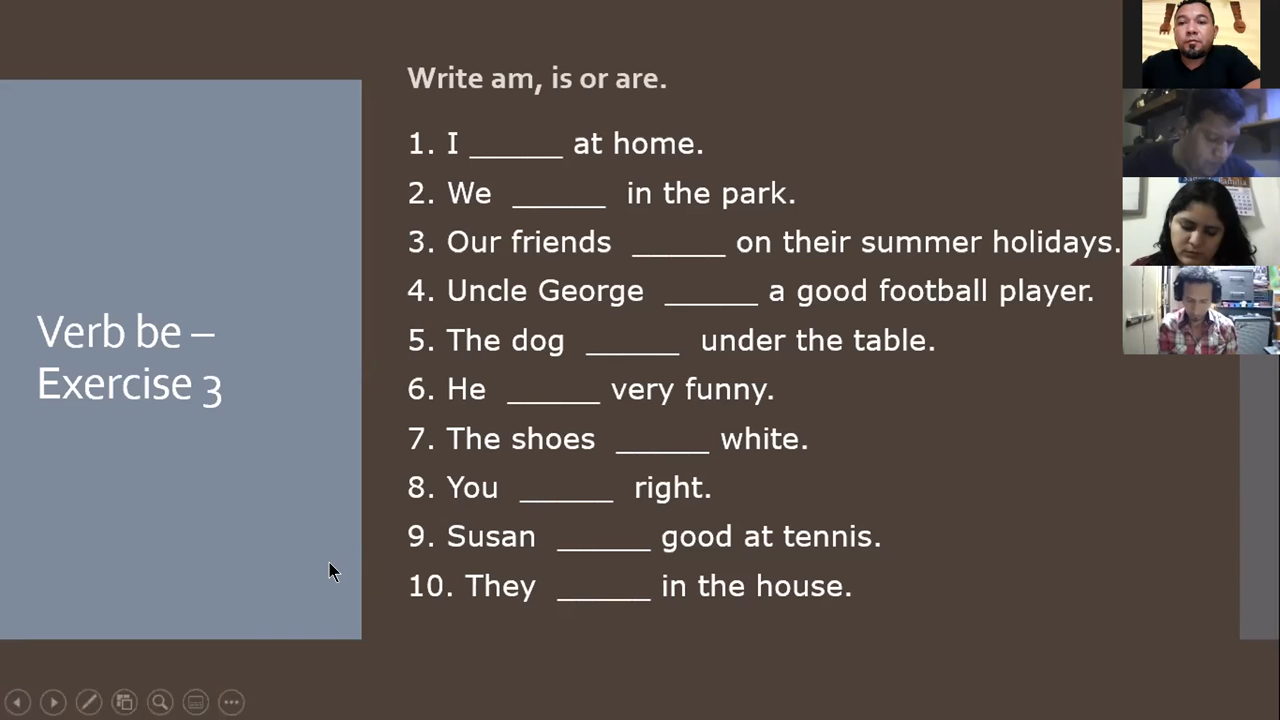 Write am, is or are.
1. I ______ at home.
2. We ______ in the park.
3. Our friends ______ on their summer holidays.
4. Uncle George ______ a good football player.
5. The dog ______ under the table.
6. He ______ very funny.
7. The shoes ______ white.
8. You ______ right.
9. Susan ______ good at tennis.
10. They ______ in the house.
Verb be –
Exercise 3